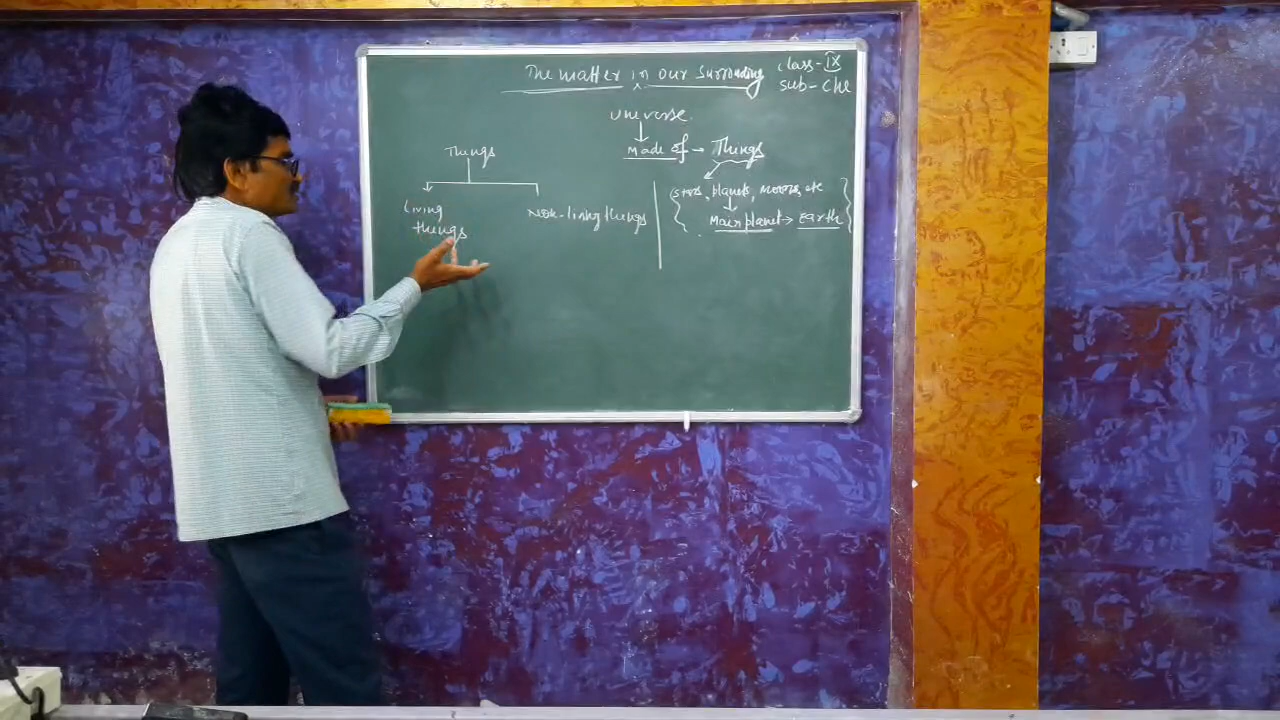 The matter in our surrounding
class-IX
sub- Che
universe.
Made of → Things
Stars, planets, moons, etc
Main planet → Earth
Things
Living
things
Non-living things